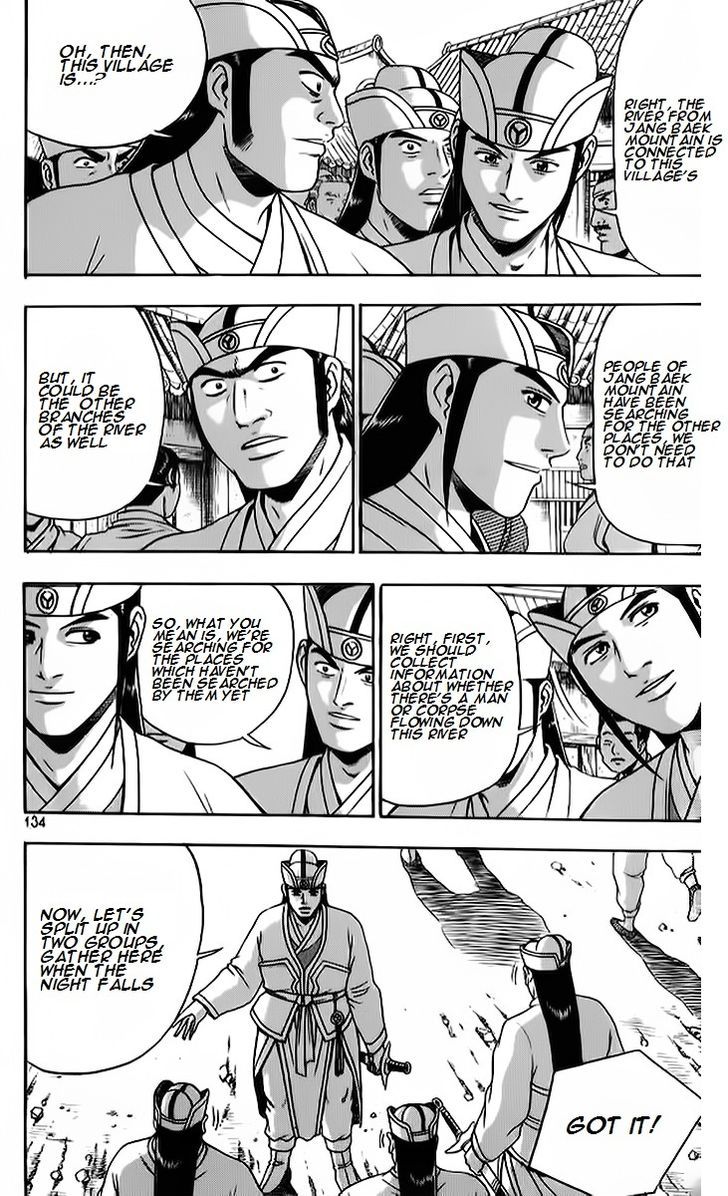 OH, THEN,
THIS VILLAGE
IS...?
RIGHT, THE
RIVER FROM
JANG BAEK
MOUNTAIN IS
CONNECTED
TO THIS
VILLAGE'S
BUT, IT
COULD BE
THE OTHER
BRANCHES
OF THE RIVER
AS WELL
PEOPLE OF
JANG BAEK
MOUNTAIN
HAVE BEEN
SEARCHING
FOR THE OTHER
PLACES, WE
DON'T NEED
TO DO THAT
SO, WHAT YOU
MEAN IS, WE'RE
SEARCHING FOR
THE PLACES
WHICH HAVEN'T
BEEN SEARCHED
BY THEM YET
RIGHT, FIRST,
WE SHOULD
COLLECT
INFORMATION
ABOUT WHETHER
THERE'S A MAN
OR CORPSE
FLOWING DOWN
THIS RIVER
134
NOW, LET'S
SPLIT UP IN
TWO GROUPS,
GATHER HERE
WHEN THE
NIGHT FALLS
GOT IT!